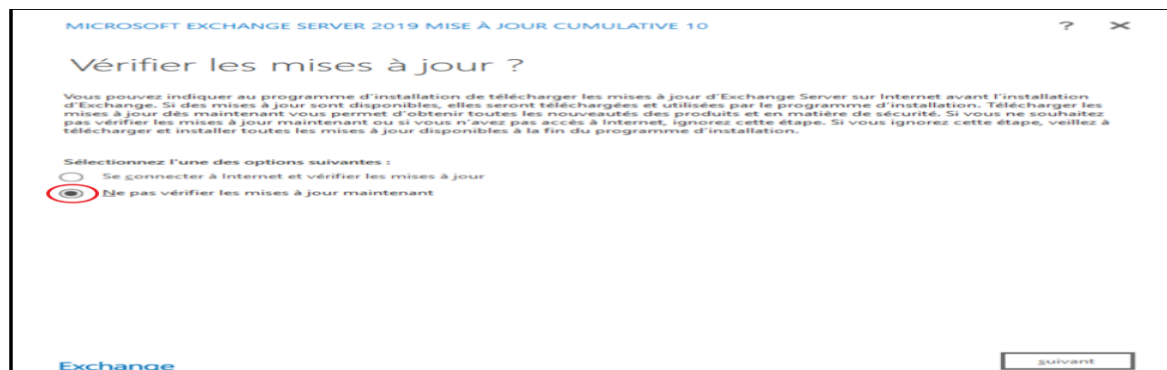 MICROSOFT EXCHANGE SERVER 2019 MISE À JOUR CUMULATIVE 10
? ×
Vérifier les mises à jour ?
Vous pouvez indiquer au programme d'installation de télécharger les mises à jour d'Exchange Server sur Internet avant l'installation
d'Exchange. Si des mises à jour sont disponibles, elles seront téléchargées et utilisées par le programme d'installation. Télécharger les
mises à jour dès maintenant vous permet d'obtenir toutes les nouveautés des produits et en matière de sécurité. Si vous ne souhaitez
pas vérifier les mises à jour maintenant ou si vous n'avez pas accès à Internet, ignorez cette étape. Si vous ignorez cette étape, veillez à
télécharger et installer toutes les mises à jour disponibles à la fin du programme d'installation.
Sélectionnez l'une des options suivantes :
Se connecter à Internet et vérifier les mises à jour
Ne pas vérifier les mises à jour maintenant
Exchange
suivant